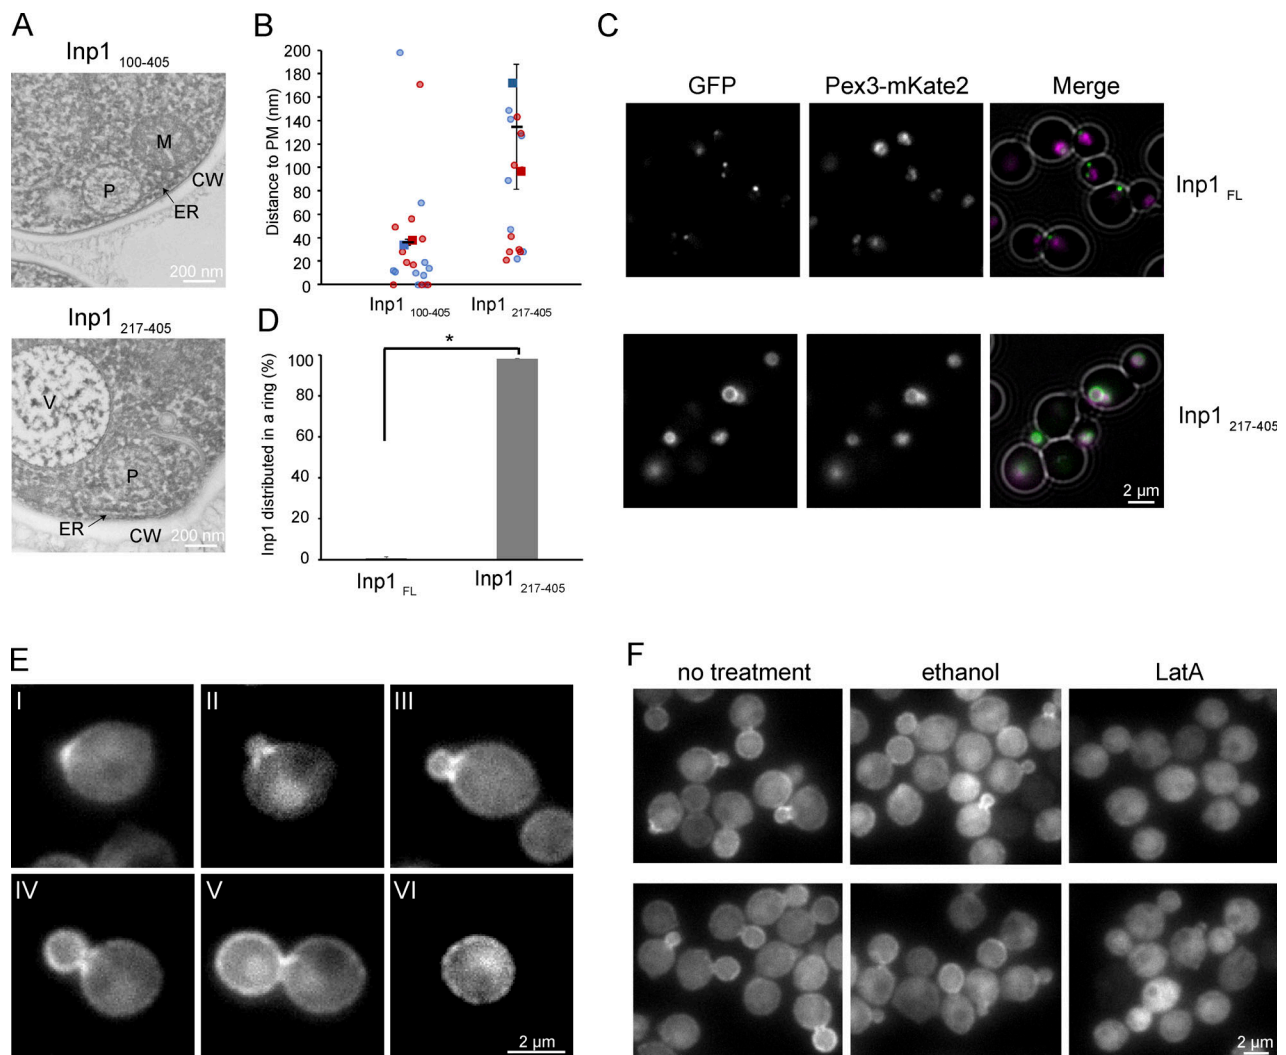 A
Inp1 100-405
M
P
CW
ER
200 nm
Inp1 217-405
V
P
ER
CW
200 nm
B
Distance to PM (nm)
200
180
160
140
120
100
80
60
40
20
0
Inp1 100-405
Inp1 217-405
C
GFP
Pex3-mKate2
Merge
Inp1 FL
Inp1 217-405
2 µm
D
Inp1 distributed in a ring (%)
100
80
60
40
20
0
*
Inp1 FL
Inp1 217-405
E
I
II
III
IV
V
VI
2 µm
F
no treatment
ethanol
LatA
2 µm